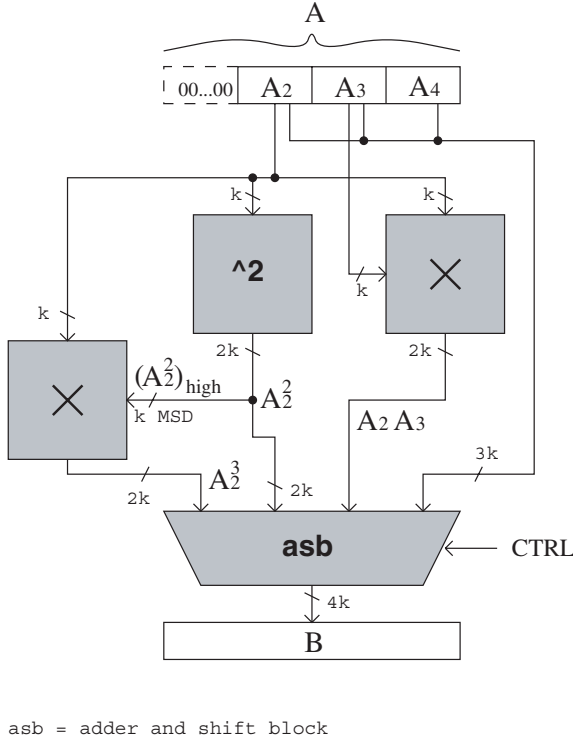 A
00...00 A2 A3 A4
k k
^2
k
2k 2k
k
(A2^2)high A2^2
k MSD
A2 A3
3k
2k A2^3 2k
asb CTRL
4k
B
asb = adder and shift block